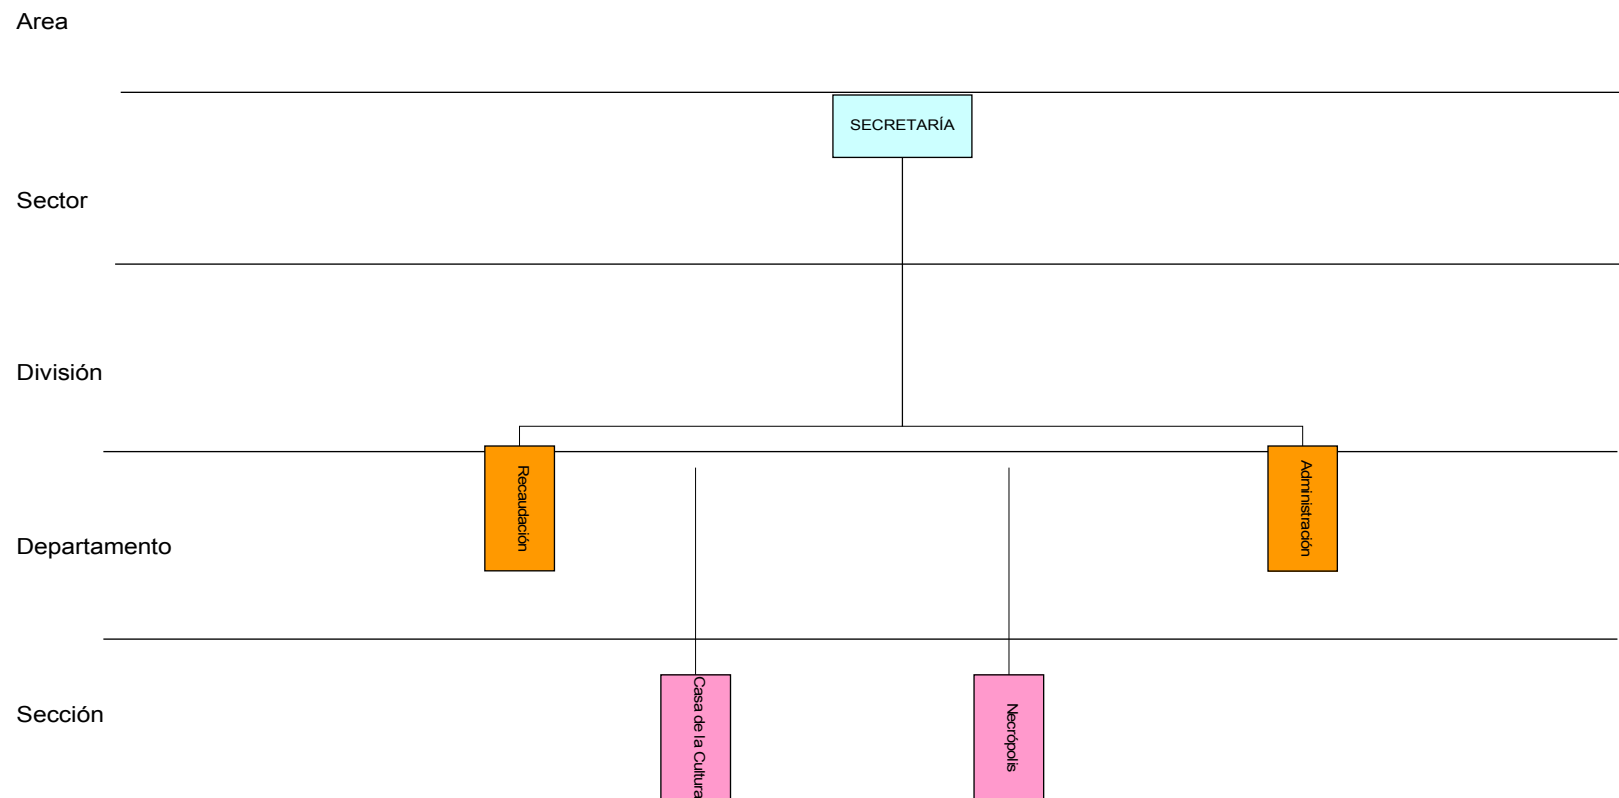 Area
SECRETARÍA
Sector
División
Recaudación
Administración
Departamento
Casa de la Cultura
Necrópolis
Sección